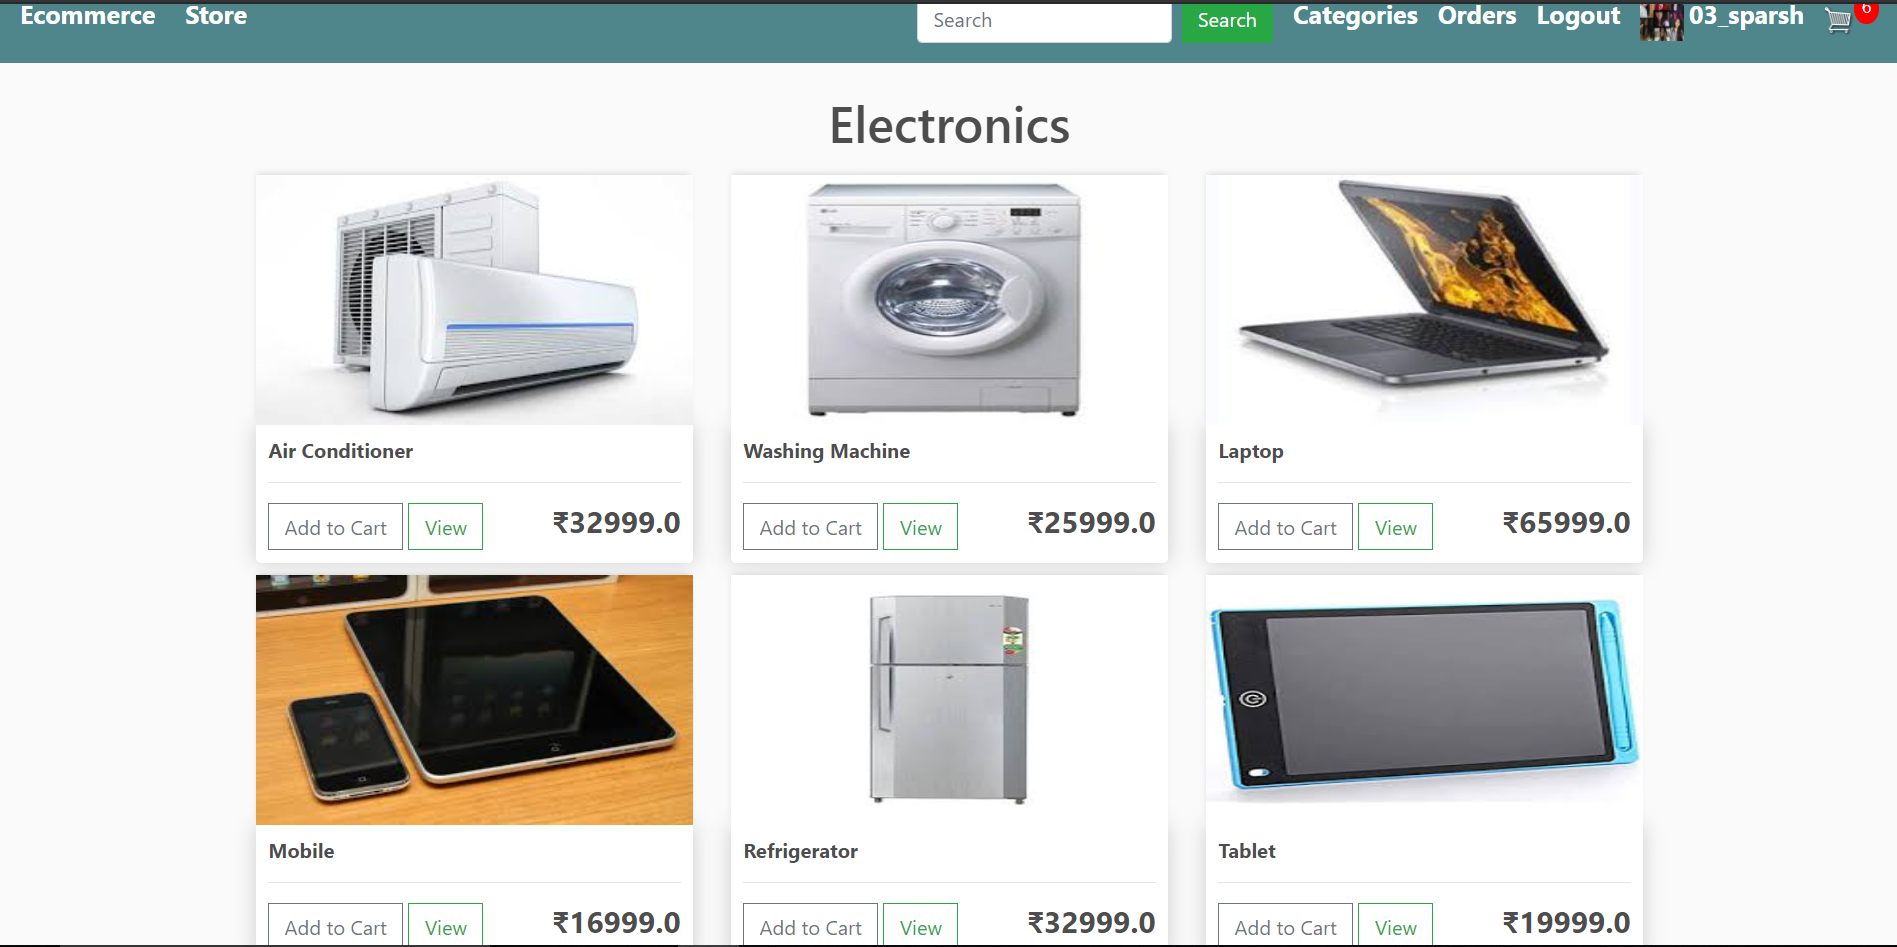 Ecommerce Store Search Search Categories Orders Logout 03_sparsh 6
Electronics
Air Conditioner
Add to Cart View ₹32999.0
Washing Machine
Add to Cart View ₹25999.0
Laptop
Add to Cart View ₹65999.0
Mobile
Add to Cart View ₹16999.0
Refrigerator
Add to Cart View ₹32999.0
Tablet
Add to Cart View ₹19999.0